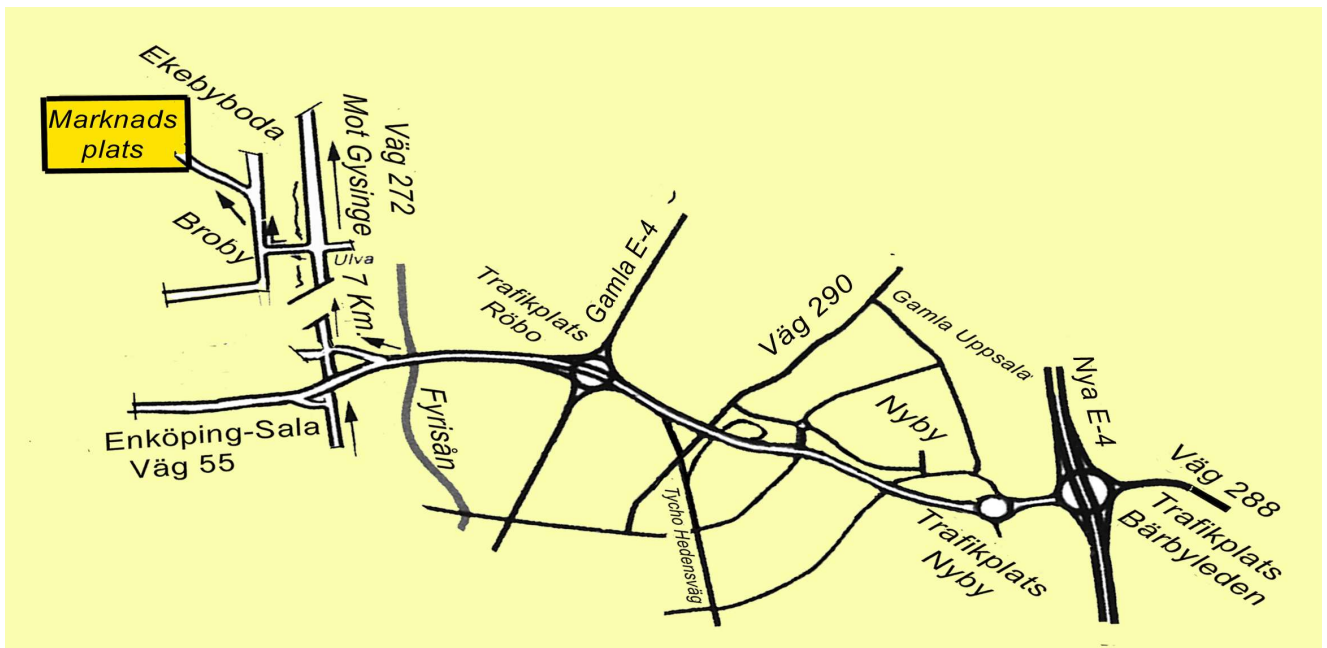 Ekebyboda
Marknads
plats
Broby
Mot Gysinge 7 Km.
Väg 272
Ulva
Enköping-Sala
Väg 55
Fyrisån
Trafikplats
Röbo
Gamla E-4
Väg 290
Gamla Uppsala
Nyby
Tycho Hedensväg
Nya E-4
Trafikplats
Nyby
Väg 288
Trafikplats
Bärbyleden